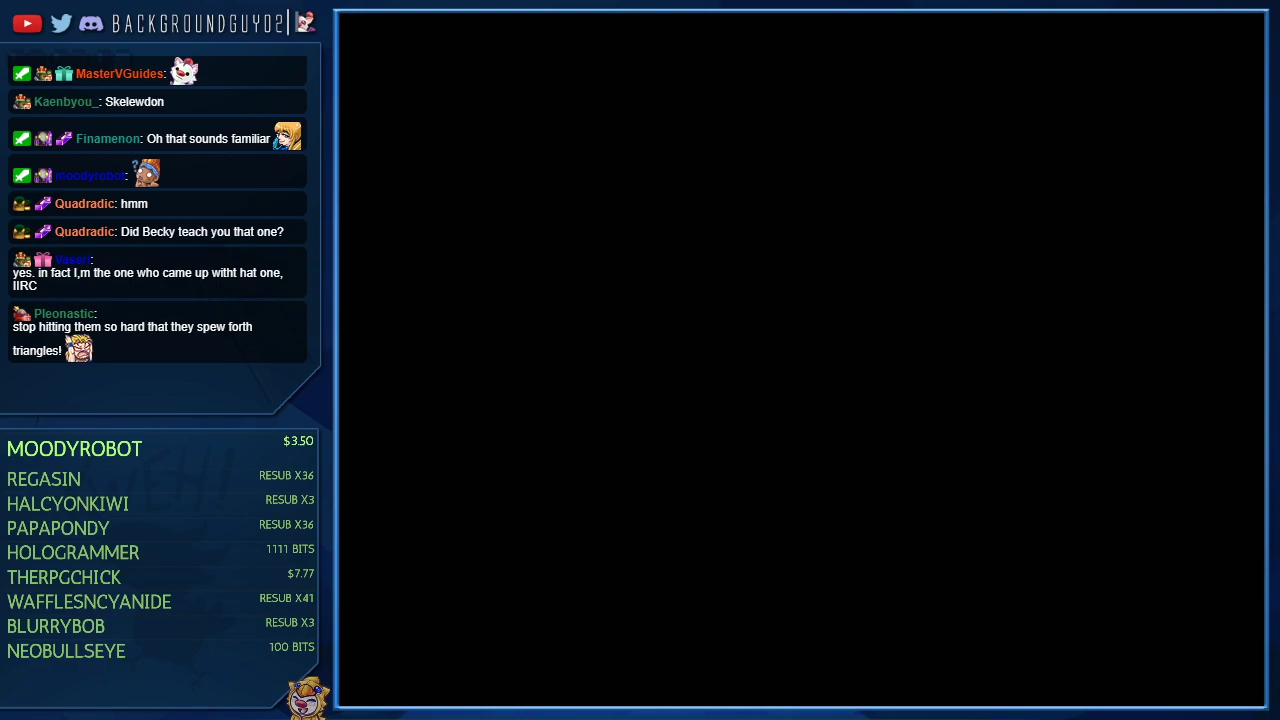 BACKGROUNDGUY02
MasterVGuides:
Kaenbyou_: Skelewdon
Finamenon: Oh that sounds familiar
moodyrobot:
Quadradic: hmm
Quadradic: Did Becky teach you that one?
Vaseri:
yes. in fact I,m the one who came up witht hat one,
IIRC
Pleonastic:
stop hitting them so hard that they spew forth
triangles!
MOODYROBOT $3.50
REGASIN RESUB X36
HALCYONKIWI RESUB X3
PAPAPONDY RESUB X36
HOLOGRAMMER 1111 BITS
THERPGCHICK $7.77
WAFFLESNCYANIDE RESUB X41
BLURRYBOB RESUB X3
NEOBULLSEYE 100 BITS